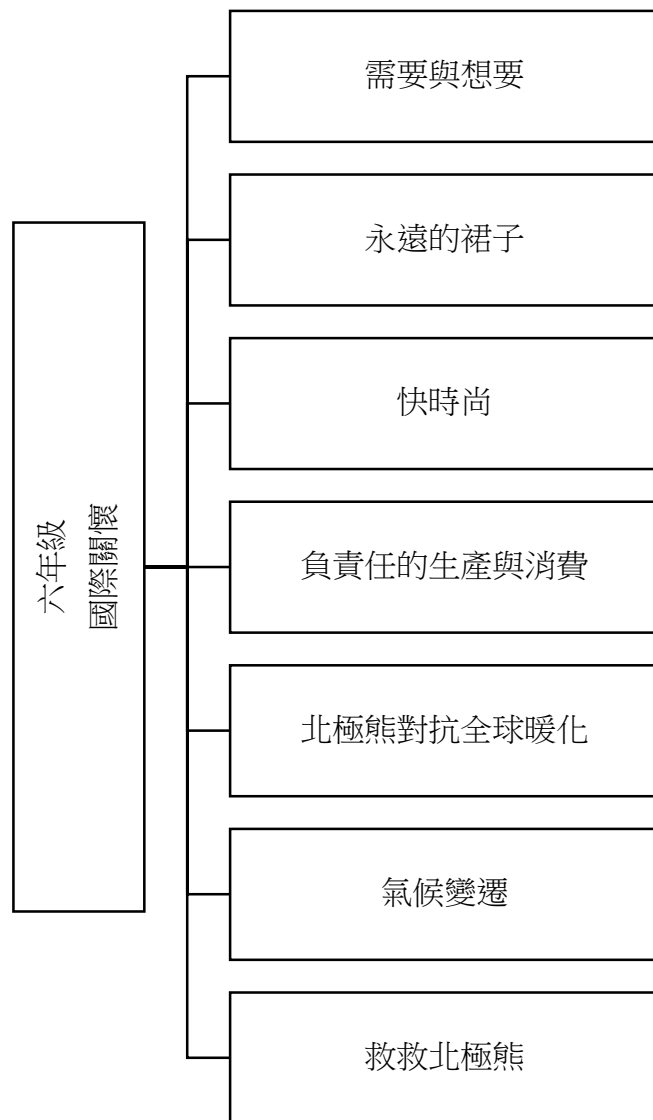 六年級
國際關懷
需要與想要
永遠的裙子
快時尚
負責任的生產與消費
北極熊對抗全球暖化
氣候變遷
救救北極熊